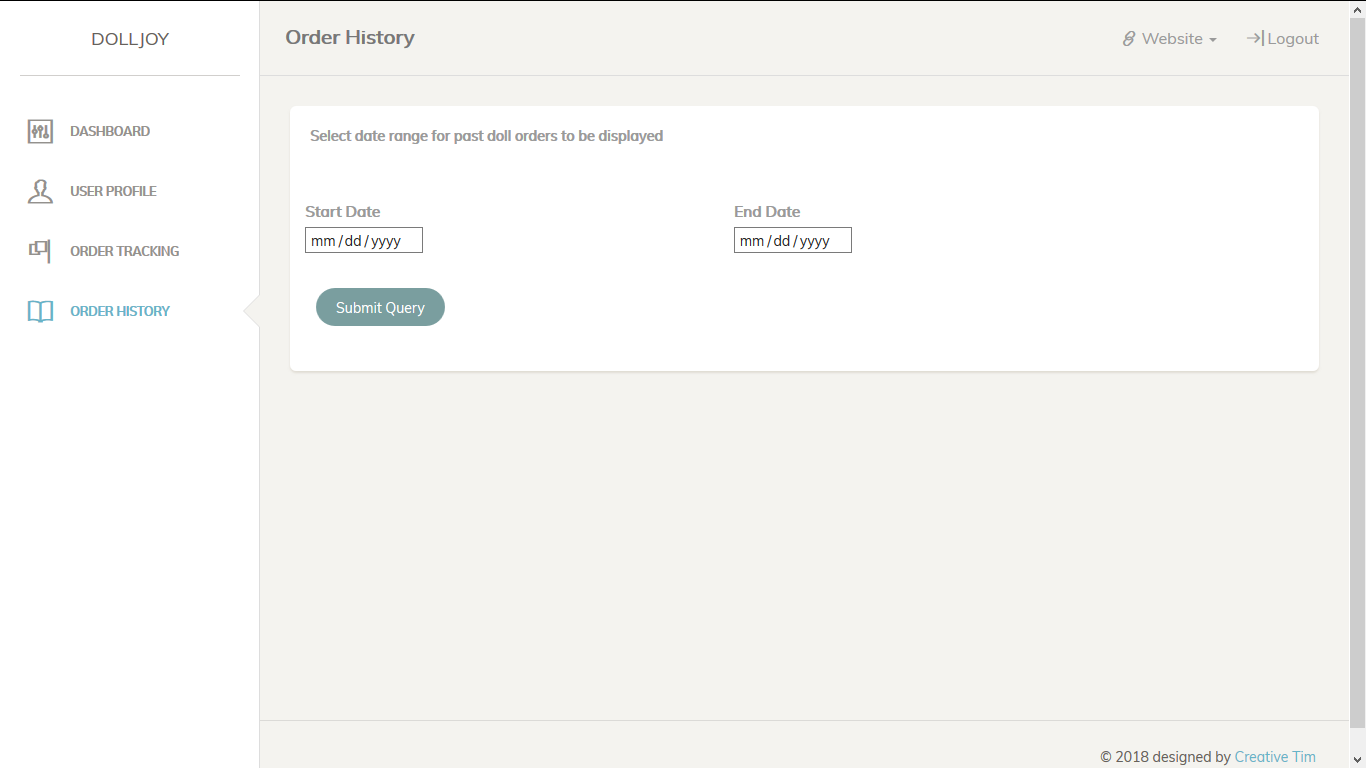 DOLLJOY
Order History
Website
Logout
DASHBOARD
USER PROFILE
ORDER TRACKING
ORDER HISTORY
Select date range for past doll orders to be displayed
Start Date
End Date
mm/dd/yyyy
mm/dd/yyyy
Submit Query
© 2018 designed by Creative Tim